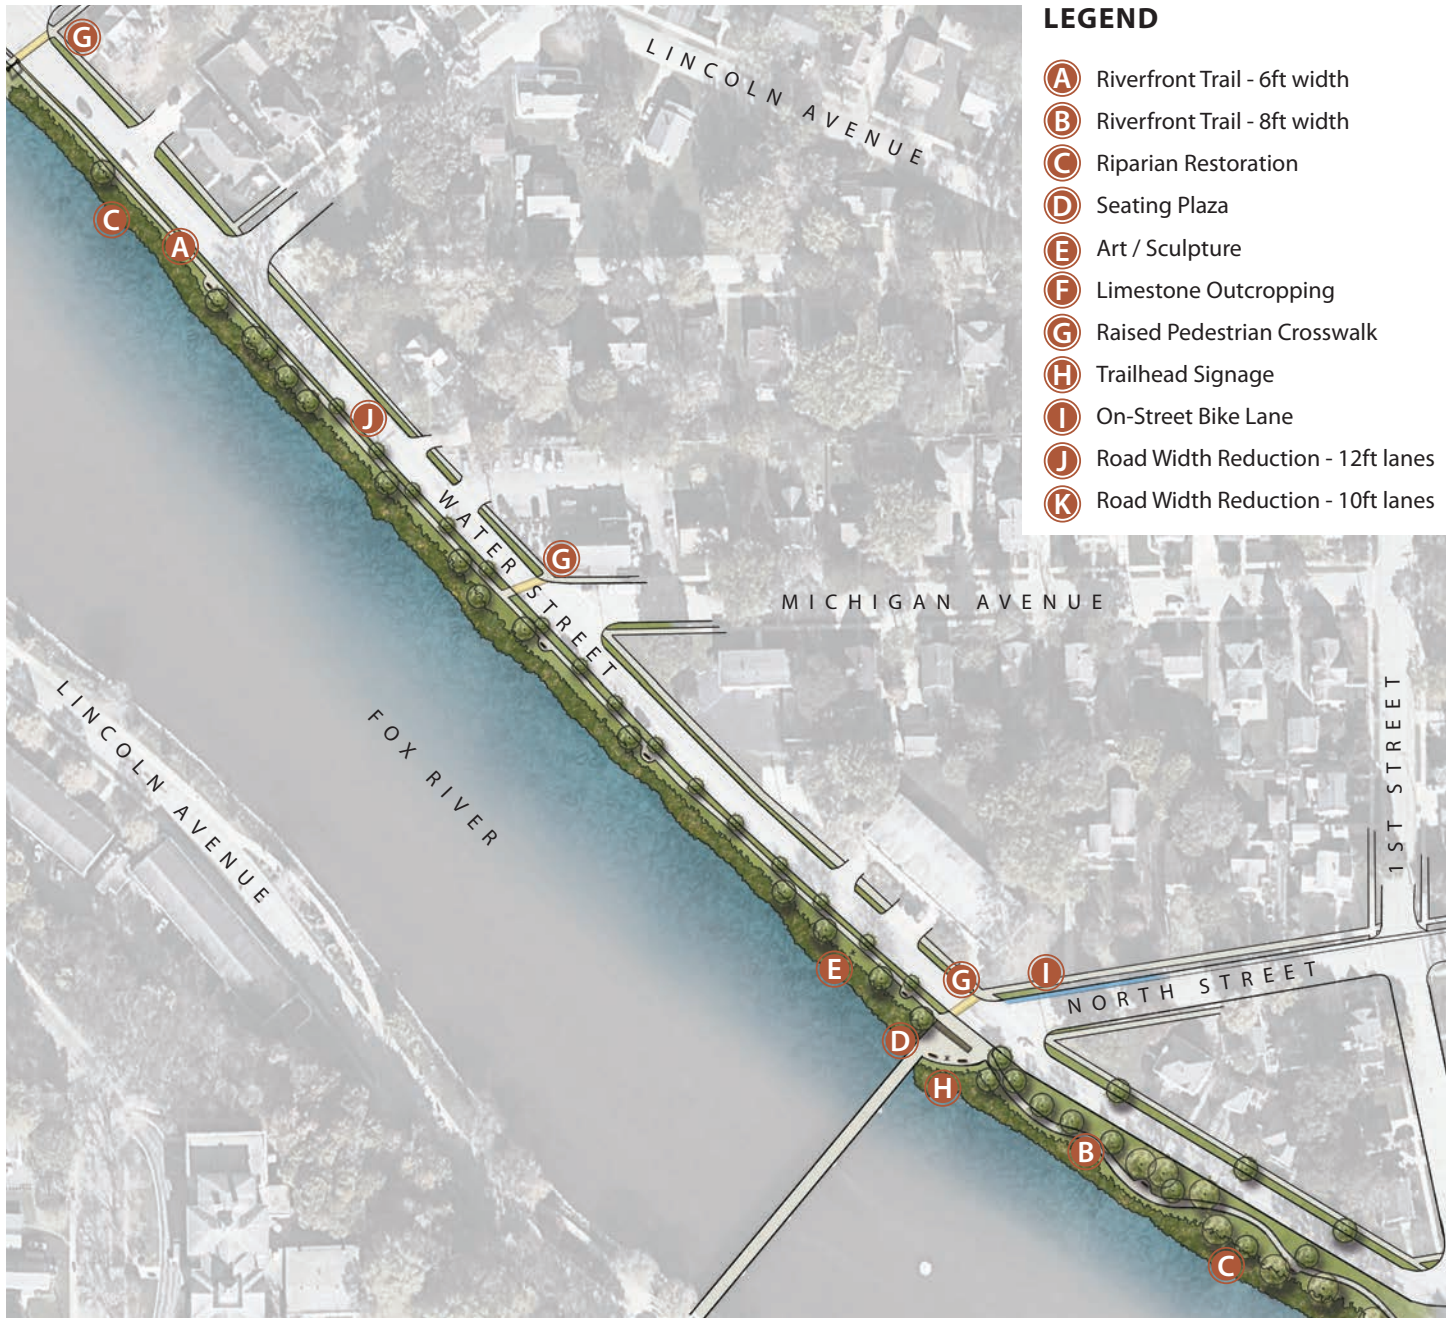 LEGEND
A Riverfront Trail - 6ft width
B Riverfront Trail - 8ft width
C Riparian Restoration
D Seating Plaza
E Art / Sculpture
F Limestone Outcropping
G Raised Pedestrian Crosswalk
H Trailhead Signage
I On-Street Bike Lane
J Road Width Reduction - 12ft lanes
K Road Width Reduction - 10ft lanes
G
LINCOLN AVENUE
C
A
J
WATER STREET
G
MICHIGAN AVENUE
LINCOLN AVENUE
FOX RIVER
1ST STREET
E
G
I
NORTH STREET
D
H
B
C